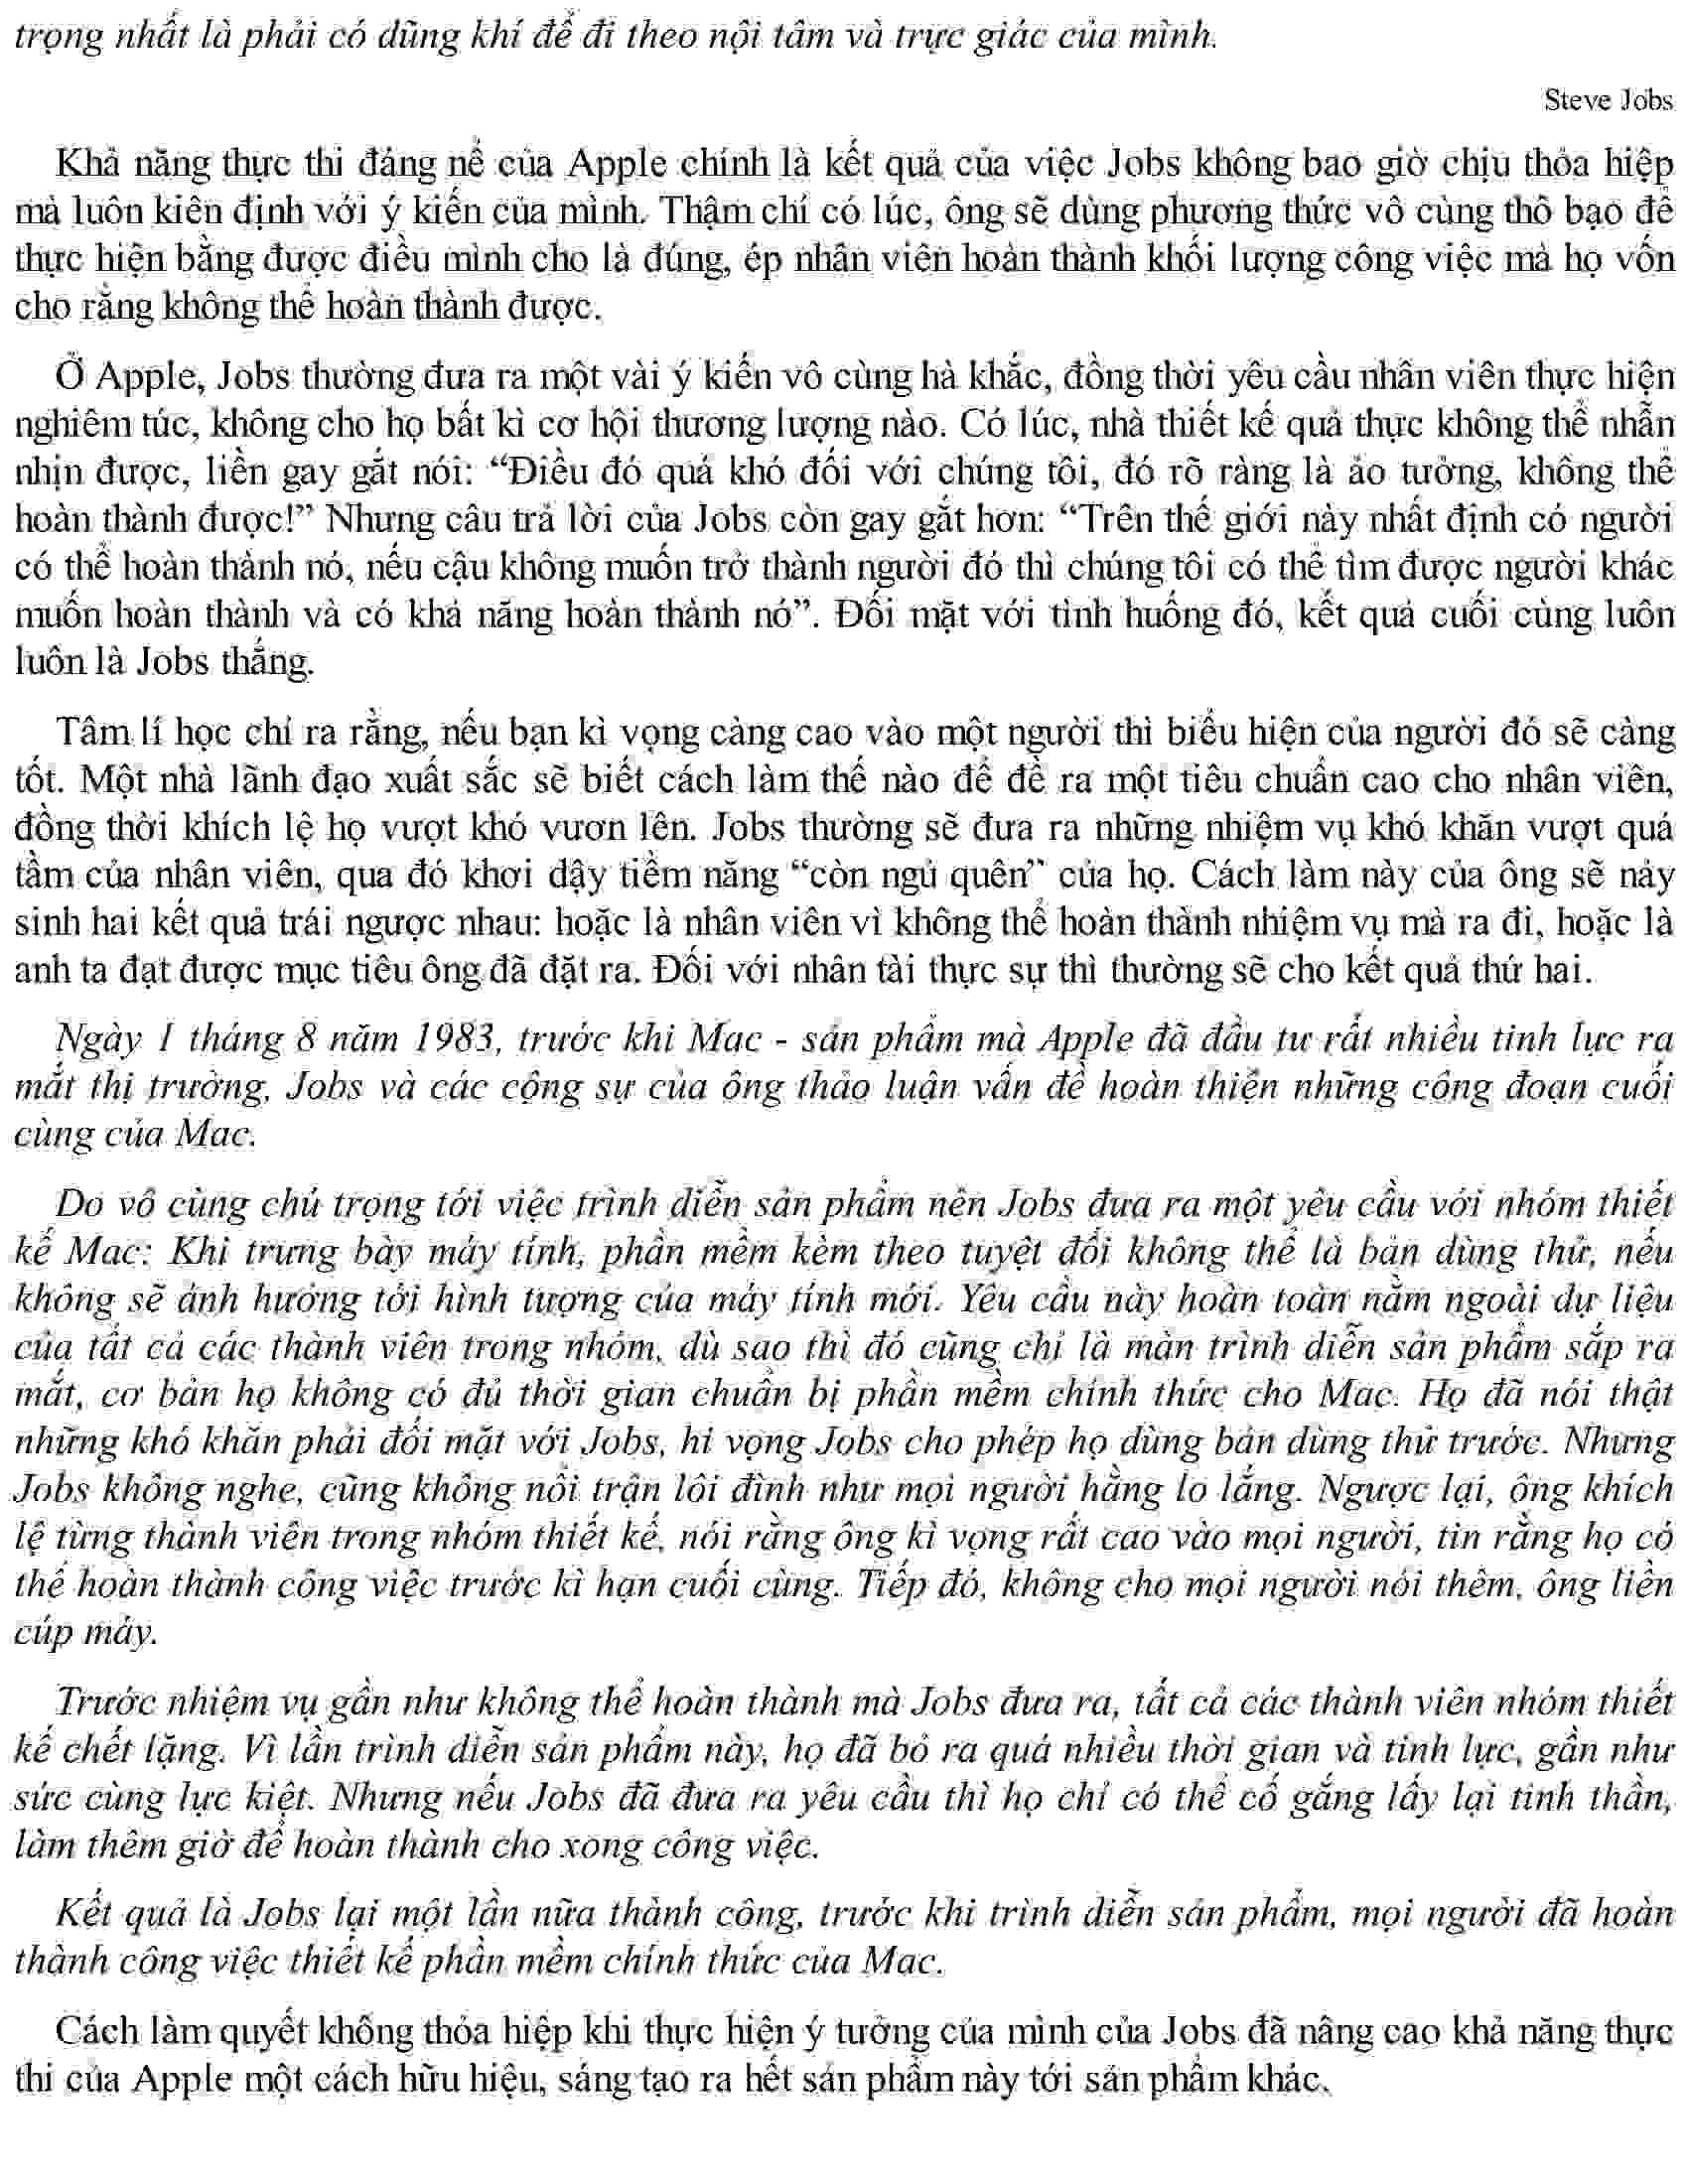 trọng nhất là phải có dũng khí để đi theo nội tâm và trực giác của mình.
Steve Jobs
Khả năng thực thi đáng nể của Apple chính là kết quả của việc Jobs không bao giờ chịu thỏa hiệp
mà luôn kiên định với ý kiến của mình. Thậm chí có lúc, ông sẽ dùng phương thức vô cùng thô bạo để
thực hiện bằng được điều mình cho là đúng, ép nhân viên hoàn thành khối lượng công việc mà họ vốn
cho rằng không thể hoàn thành được.
Ở Apple, Jobs thường đưa ra một vài ý kiến vô cùng hà khắc, đồng thời yêu cầu nhân viên thực hiện
nghiêm túc, không cho họ bất kì cơ hội thương lượng nào. Có lúc, nhà thiết kế quả thực không thể nhẫn
nhịn được, liền gay gắt nói: “Điều đó quá khó đối với chúng tôi, đó rõ ràng là ảo tưởng, không thể
hoàn thành được!” Nhưng câu trả lời của Jobs còn gay gắt hơn: “Trên thế giới này nhất định có người
có thể hoàn thành nó, nếu cậu không muốn trở thành người đó thì chúng tôi có thể tìm được người khác
muốn hoàn thành và có khả năng hoàn thành nó”. Đối mặt với tình huống đó, kết quả cuối cùng luôn
luôn là Jobs thắng.
Tâm lí học chỉ ra rằng, nếu bạn kì vọng càng cao vào một người thì biểu hiện của người đó sẽ càng
tốt. Một nhà lãnh đạo xuất sắc sẽ biết cách làm thế nào để đề ra một tiêu chuẩn cao cho nhân viên,
đồng thời khích lệ họ vượt khó vươn lên. Jobs thường sẽ đưa ra những nhiệm vụ khó khăn vượt quá
tầm của nhân viên, qua đó khơi dậy tiềm năng “còn ngủ quên” của họ. Cách làm này của ông sẽ nảy
sinh hai kết quả trái ngược nhau: hoặc là nhân viên vì không thể hoàn thành nhiệm vụ mà ra đi, hoặc là
anh ta đạt được mục tiêu ông đã đặt ra. Đối với nhân tài thực sự thì thường sẽ cho kết quả thứ hai.
Ngày 1 tháng 8 năm 1983, trước khi Mac - sản phẩm mà Apple đã đầu tư rất nhiều tinh lực ra
mắt thị trường, Jobs và các cộng sự của ông thảo luận vấn đề hoàn thiện những công đoạn cuối
cùng của Mac.
Do vô cùng chú trọng tới việc trình diễn sản phẩm nên Jobs đưa ra một yêu cầu với nhóm thiết
kế Mac: Khi trưng bày máy tính, phần mềm kèm theo tuyệt đối không thể là bản dùng thử, nếu
không sẽ ảnh hưởng tới hình tượng của máy tính mới. Yêu cầu này hoàn toàn nằm ngoài dự liệu
của tất cả các thành viên trong nhóm, dù sao thì đó cũng chỉ là màn trình diễn sản phẩm sắp ra
mắt, cơ bản họ không có đủ thời gian chuẩn bị phần mềm chính thức cho Mac. Họ đã nói thật
những khó khăn phải đối mặt với Jobs, hi vọng Jobs cho phép họ dùng bản dùng thử trước. Nhưng
Jobs không nghe, cũng không nổi trận lôi đình như mọi người hằng lo lắng. Ngược lại, ông khích
lệ từng thành viên trong nhóm thiết kế, nói rằng ông kì vọng rất cao vào mọi người, tin rằng họ có
thể hoàn thành công việc trước kì hạn cuối cùng. Tiếp đó, không cho mọi người nói thêm, ông liền
cúp máy.
Trước nhiệm vụ gần như không thể hoàn thành mà Jobs đưa ra, tất cả các thành viên nhóm thiết
kế chết lặng. Vì lần trình diễn sản phẩm này, họ đã bỏ ra quá nhiều thời gian và tinh lực, gần như
sức cùng lực kiệt. Nhưng nếu Jobs đã đưa ra yêu cầu thì họ chỉ có thể cố gắng lấy lại tinh thần,
làm thêm giờ để hoàn thành cho xong công việc.
Kết quả là Jobs lại một lần nữa thành công, trước khi trình diễn sản phẩm, mọi người đã hoàn
thành công việc thiết kế phần mềm chính thức của Mac.
Cách làm quyết không thỏa hiệp khi thực hiện ý tưởng của mình của Jobs đã nâng cao khả năng thực
thi của Apple một cách hữu hiệu, sáng tạo ra hết sản phẩm này tới sản phẩm khác.